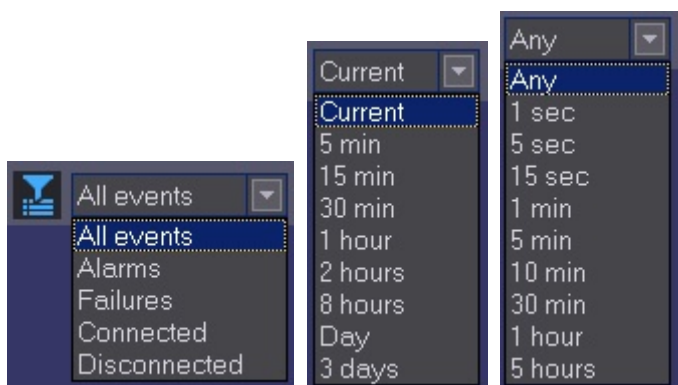 All events
All events
Alarms
Failures
Connected
Disconnected
Current
Current
5 min
15 min
30 min
1 hour
2 hours
8 hours
Day
3 days
Any
Any
1 sec
5 sec
15 sec
1 min
5 min
10 min
30 min
1 hour
5 hours